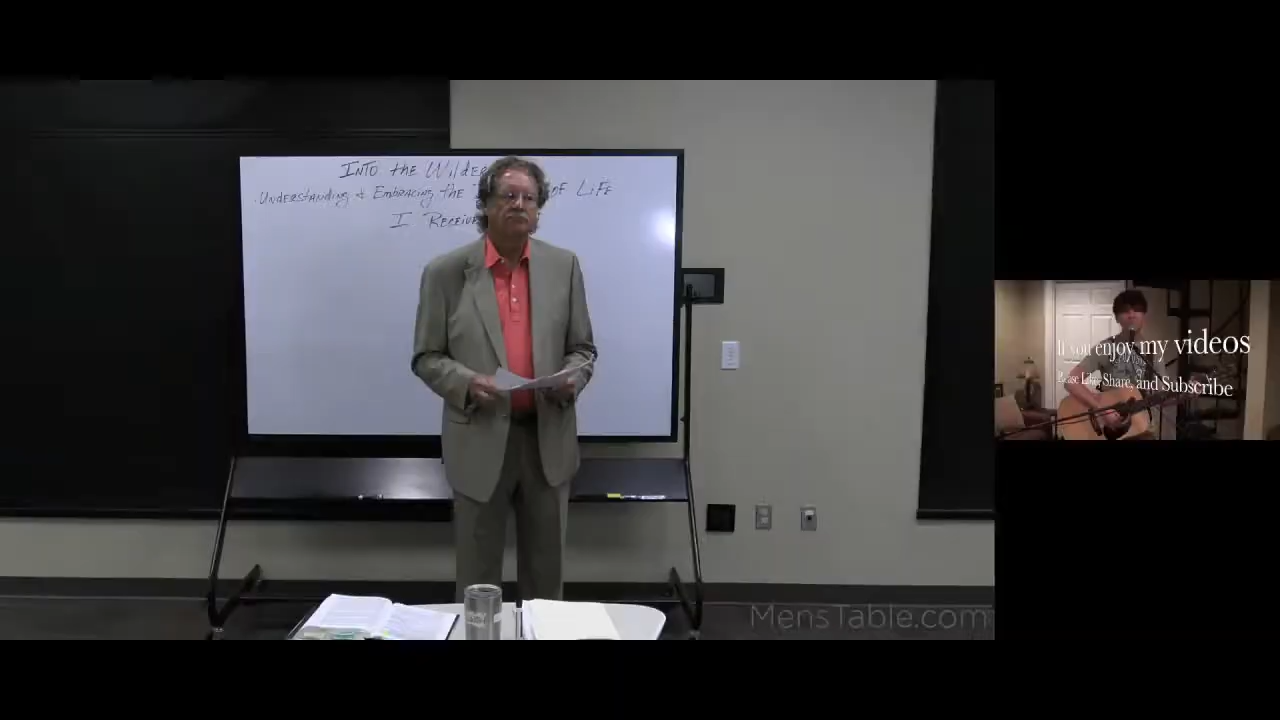 INTO the WILDER
UNDERSTANDING & EMBRACING the OF LIFE
I RECEIVE
If you enjoy my videos
Please Like, Share, and Subscribe
MensTable.com